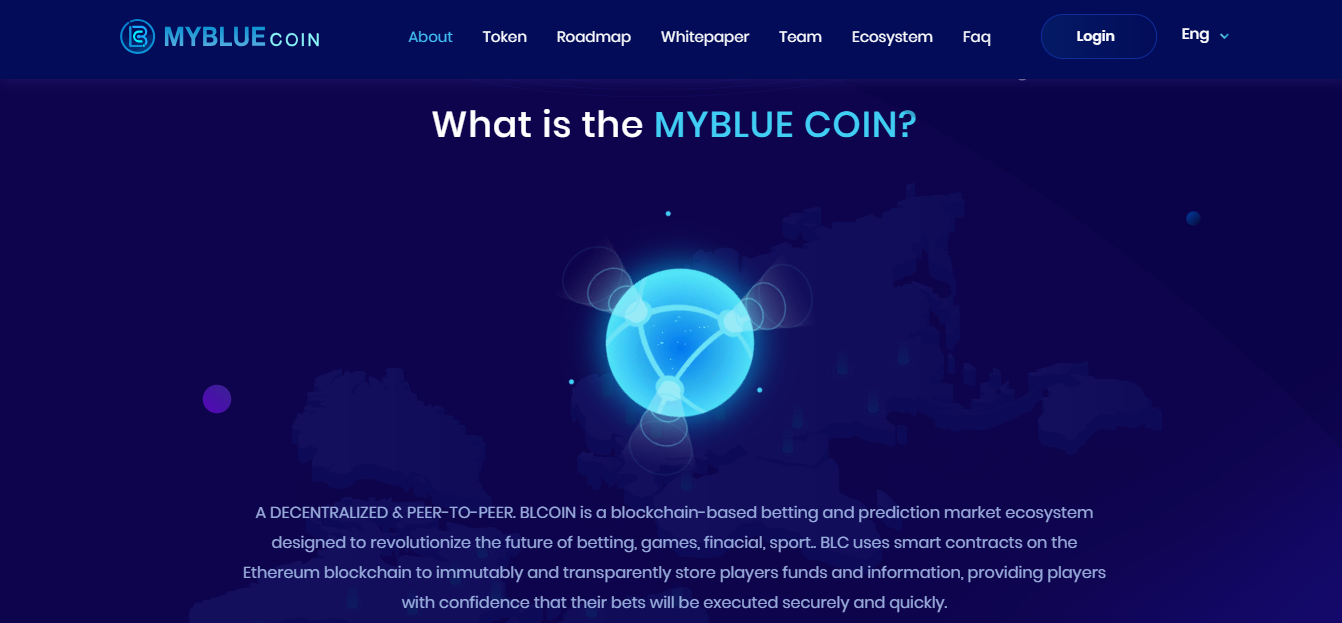 MYBLUE COIN
About Token Roadmap Whitepaper Team Ecosystem Faq Login Eng
What is the MYBLUE COIN?
A DECENTRALIZED & PEER-TO-PEER. BLCOIN is a blockchain-based betting and prediction market ecosystem
designed to revolutionize the future of betting, games, finacial, sport.. BLC uses smart contracts on the
Ethereum blockchain to immutably and transparently store players funds and information, providing players
with confidence that their bets will be executed securely and quickly.